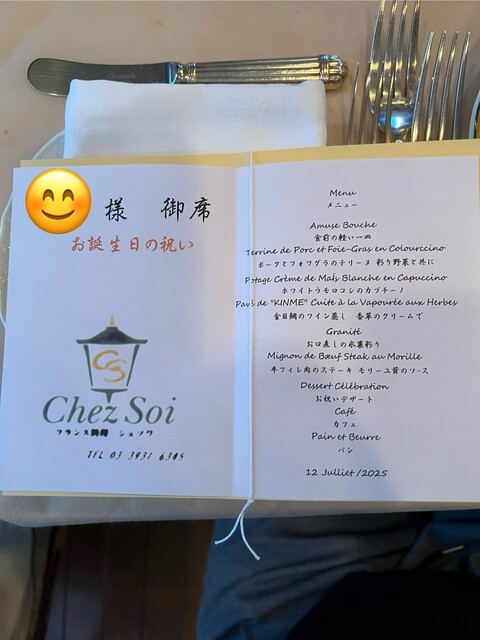 様 御席
お誕生日の祝い
CS
Chez Soi
フランス料理 シェソワ
TEL 03 3931 6345
Menu
メニュー
Amuse Bouche
食前の軽い一皿
Terrine de Porc et Foie-Gras en Colourccino
ポークとフォワグラのテリーヌ 彩り野菜と共に
Potage Crème de Maïs Blanche en Capuccino
ホワイトウモロコシのカプチーノ
Pavé de "KINME" Cuite à la Vapourée aux Herbes
金目鯛のワイン蒸し 香草のクリームで
Granité
お口直しの氷菓彩り
Mignon de Bœuf Steak au Morille
牛フィレ肉のステーキ モリーユ茸のソース
Dessert Célébration
お祝いデザート
Café
カフェ
Pain et Beurre
パン
12 Julliet/2025